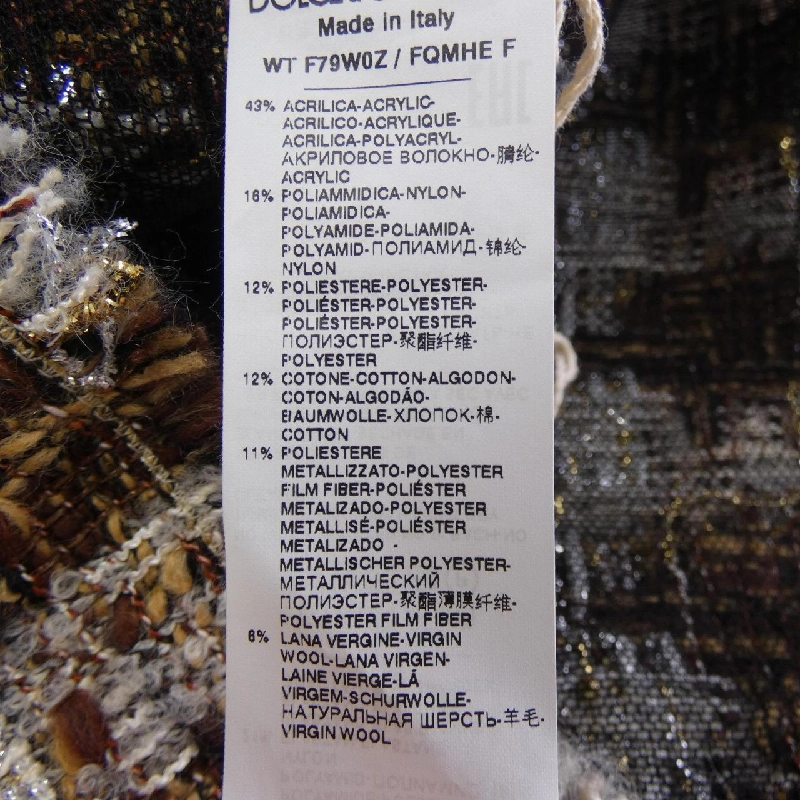 Made in Italy
WT F79W0Z / FQMHE F
43% ACRILICA-ACRYLIC-
ACRILICO-ACRYLIQUE-
ACRILICA-POLYACRYL-
АКРИЛОВОЕ ВОЛОКНО-腈纶-
ACRYLIC
16% POLIAMMIDICA-NYLON-
POLIAMIDICA-
POLYAMIDE-POLIAMIDA-
POLYAMID-ПОЛИАМИД-锦纶-
NYLON
12% POLIESTERE-POLYESTER-
POLIÉSTER-POLYESTER-
POLIÉSTER-POLYESTER-
ПОЛИЭСТЕР-聚酯纤维-
POLYESTER
12% COTONE-COTTON-ALGODON-
COTON-ALGODÃO-
BAUMWOLLE-ХЛОПОК-棉-
COTTON
11% POLIESTERE
METALLIZZATO-POLYESTER
FILM FIBER-POLIÉSTER
METALIZADO-POLYESTER
METALLISÉ-POLIÉSTER
METALIZADO -
METALLISCHER POLYESTER-
МЕТАЛЛИЧЕСКИЙ
ПОЛИЭСТЕР-聚酯薄膜纤维-
POLYESTER FILM FIBER
6% LANA VERGINE-VIRGIN
WOOL-LANA VIRGEN-
LAINE VIERGE-LÃ
VIRGEM-SCHURWOLLE-
НАТУРАЛЬНАЯ ШЕРСТЬ-羊毛-
VIRGIN WOOL